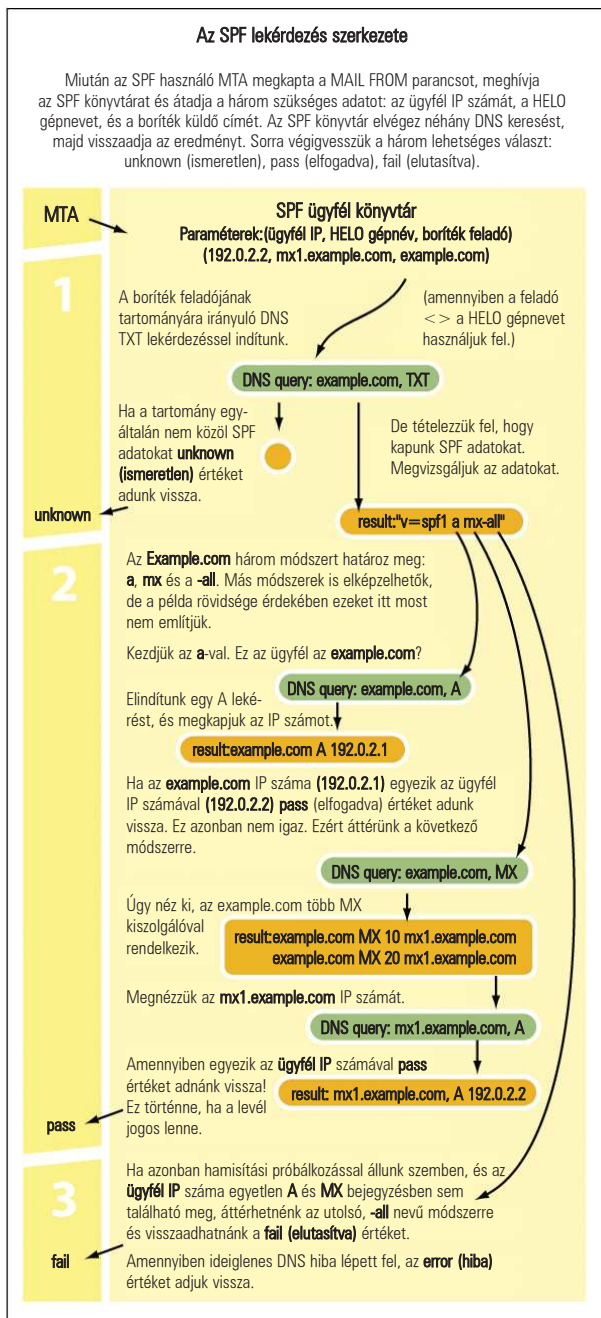 Az SPF lekérdezés szerkezete
Miután az SPF használó MTA megkapta a MAIL FROM parancsot, meghívja
az SPF könyvtárat és átadja a három szükséges adatot: az ügyfél IP számát, a HELO
gépnevet, és a boríték küldő címét. Az SPF könyvtár elvégez néhány DNS keresést,
majd visszaadja az eredményt. Sorra végigvesszük a három lehetséges választ:
unknown (ismeretlen), pass (elfogadva), fail (elutasítva).
MTA
SPF ügyfél könyvtár
Paraméterek:(ügyfél IP, HELO gépnév, boríték feladó)
(192.0.2.2, mx1.example.com, example.com)
1
A boríték feladójának
tartományára irányuló DNS
TXT lekérdezéssel indítunk.
(amennyiben a feladó
<> a HELO gépnevet
használjuk fel.)
DNS query: example.com, TXT
Ha a tartomány egy-
általán nem közöl SPF
adatokat unknown
(ismeretlen) értéket
adunk vissza.
De tételezzük fel, hogy
kapunk SPF adatokat.
Megvizsgáljuk az adatokat.
unknown
result:"v=spf1 a mx-all"
2
Az Example.com három módszert határoz meg:
a, mx és a -all. Más módszerek is elképzelhetők,
de a példa rövidsége érdekében ezeket itt most
nem említjük.
Kezdjük az a-val. Ez az ügyfél az example.com?
DNS query: example.com, A
Elindítunk egy A leké-
rést, és megkapjuk az IP számot.
result:example.com A 192.0.2.1
Ha az example.com IP száma (192.0.2.1) egyezik az ügyfél
IP számával (192.0.2.2) pass (elfogadva) értéket adunk
vissza. Ez azonban nem igaz. Ezért áttérünk a következő
módszerre.
DNS query: example.com, MX
Úgy néz ki, az example.com több MX
kiszolgálóval
rendelkezik.
result:example.com MX 10 mx1.example.com
example.com MX 20 mx1.example.com
Megnézzük az mx1.example.com IP számát.
DNS query: mx1.example.com, A
Amennyiben egyezik az ügyfél IP számával pass
értéket adnánk vissza!
Ez történne, ha a levél
jogos lenne.
result: mx1.example.com, A 192.0.2.2
pass
3
Ha azonban hamisítási próbálkozással állunk szemben, és az
ügyfél IP száma egyetlen A és MX bejegyzésben sem
található meg, áttérhetnénk az utolsó, -all nevű módszerre
és visszaadhatnánk a fail (elutasítva) értéket.
fail
Amennyiben ideiglenes DNS hiba lépett fel, az error (hiba)
értéket adjuk vissza.